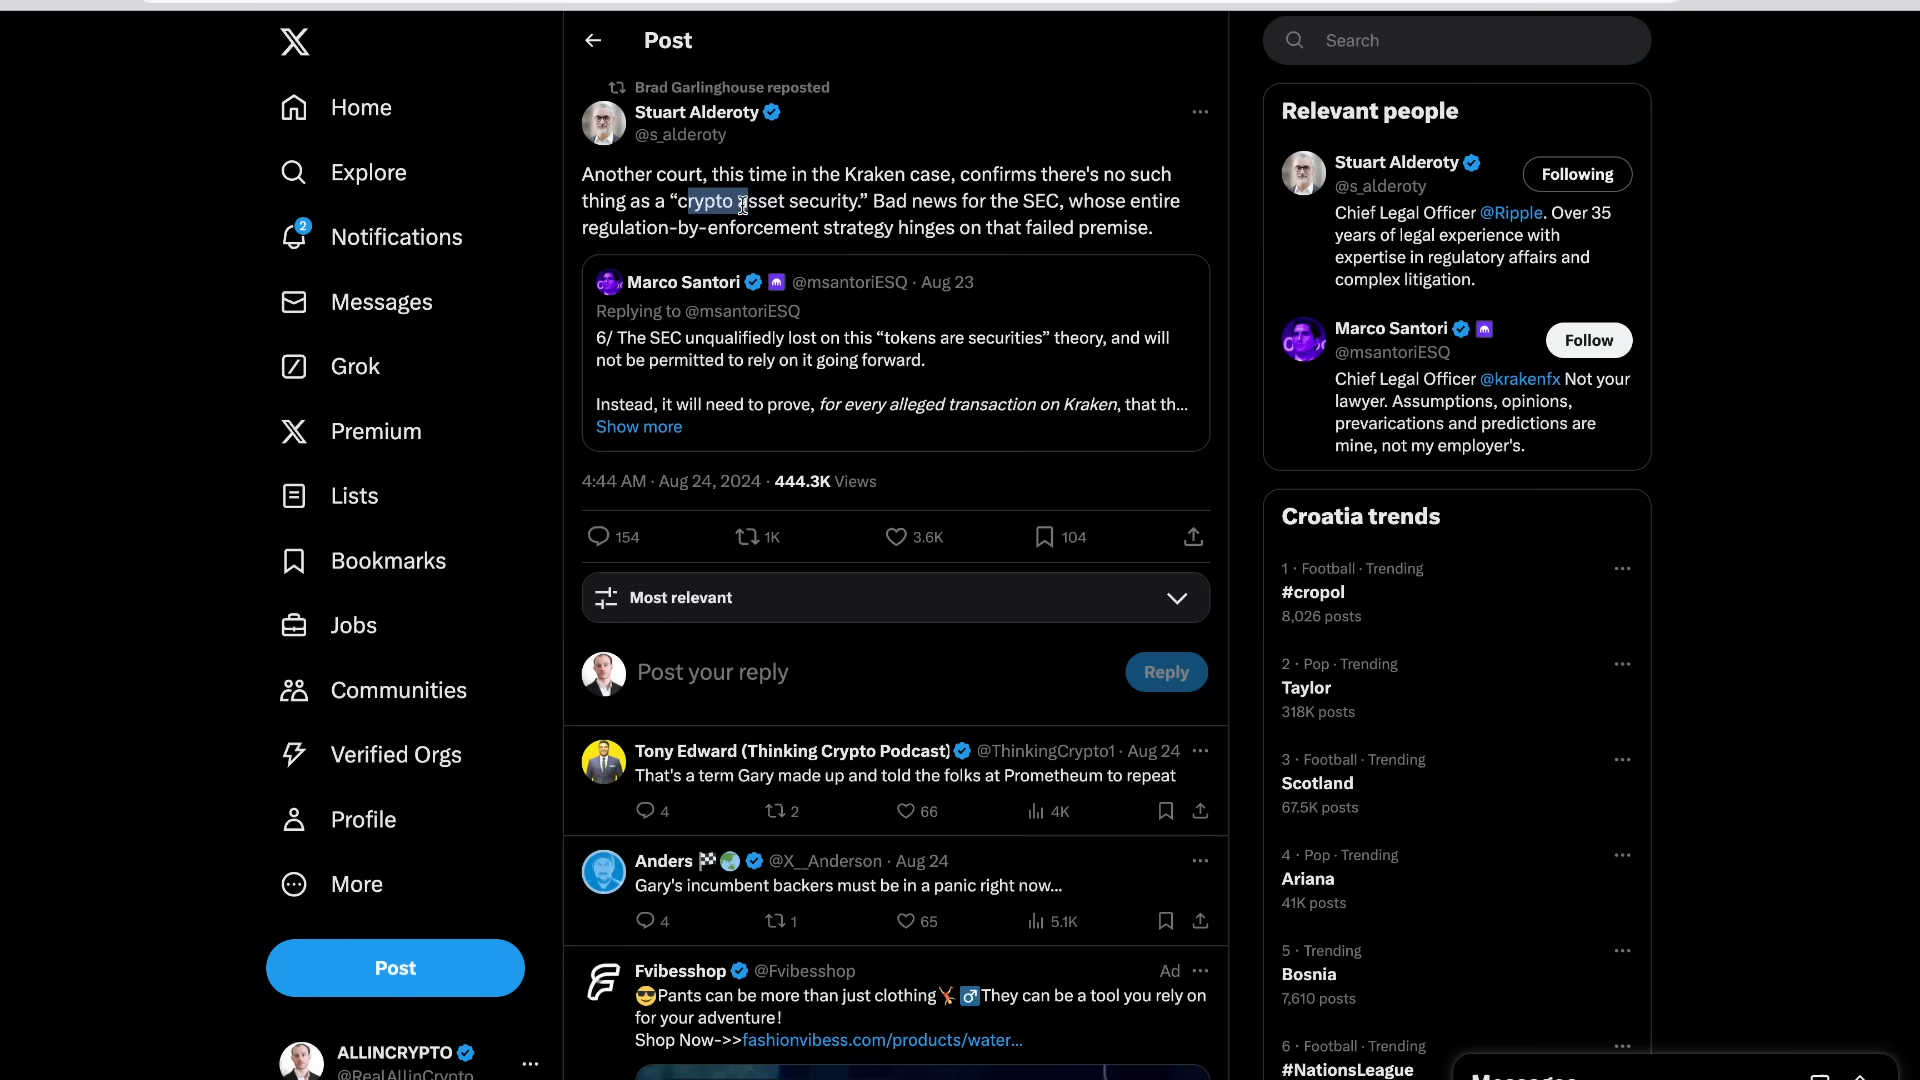 Home
Explore
2
Notifications
Messages
Grok
Premium
Lists
Bookmarks
Jobs
Communities
Verified Orgs
Profile
More
Post
ALLINCRYPTO
@RealAllinCrypto
Post
Brad Garlinghouse reposted
Stuart Alderoty
@s_alderoty
Another court, this time in the Kraken case, confirms there's no such
thing as a “crypto asset security.” Bad news for the SEC, whose entire
regulation-by-enforcement strategy hinges on that failed premise.
Marco Santori @msantoriESQ · Aug 23
Replying to @msantoriESQ
6/ The SEC unqualifiedly lost on this “tokens are securities” theory, and will
not be permitted to rely on it going forward.
Instead, it will need to prove, for every alleged transaction on Kraken, that th...
Show more
4:44 AM · Aug 24, 2024 · 444.3K Views
154 1K 3.6K 104
Most relevant
Post your reply
Reply
Tony Edward (Thinking Crypto Podcast) @ThinkingCrypto1 · Aug 24
That's a term Gary made up and told the folks at Prometheum to repeat
4 2 66 4K
Anders @X__Anderson · Aug 24
Gary's incumbent backers must be in a panic right now...
4 1 65 5.1K
Fvibesshop @Fvibesshop Ad
😎Pants can be more than just clothing🤸‍♂️They can be a tool you rely on
for your adventure!
Shop Now->>fashionvibess.com/products/water...
Search
Relevant people
Stuart Alderoty
@s_alderoty
Following
Chief Legal Officer @Ripple. Over 35
years of legal experience with
expertise in regulatory affairs and
complex litigation.
Marco Santori
@msantoriESQ
Follow
Chief Legal Officer @krakenfx Not your
lawyer. Assumptions, opinions,
prevarications and predictions are
mine, not my employer's.
Croatia trends
1 · Football · Trending
#cropol
8,026 posts
2 · Pop · Trending
Taylor
318K posts
3 · Football · Trending
Scotland
67.5K posts
4 · Pop · Trending
Ariana
41K posts
5 · Trending
Bosnia
7,610 posts
6 · Football · Trending
#NationsLeague
Messages